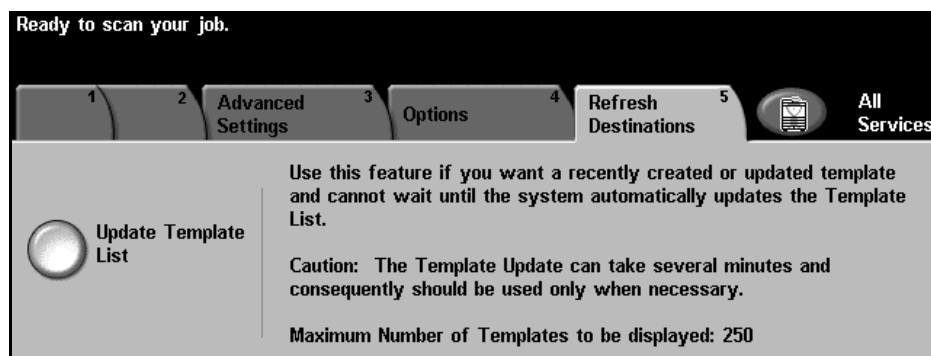 Ready to scan your job.
1
2
Advanced Settings
3
Options
4
Refresh Destinations
5
All Services
Update Template List
Use this feature if you want a recently created or updated template
and cannot wait until the system automatically updates the Template
List.
Caution: The Template Update can take several minutes and
consequently should be used only when necessary.
Maximum Number of Templates to be displayed: 250